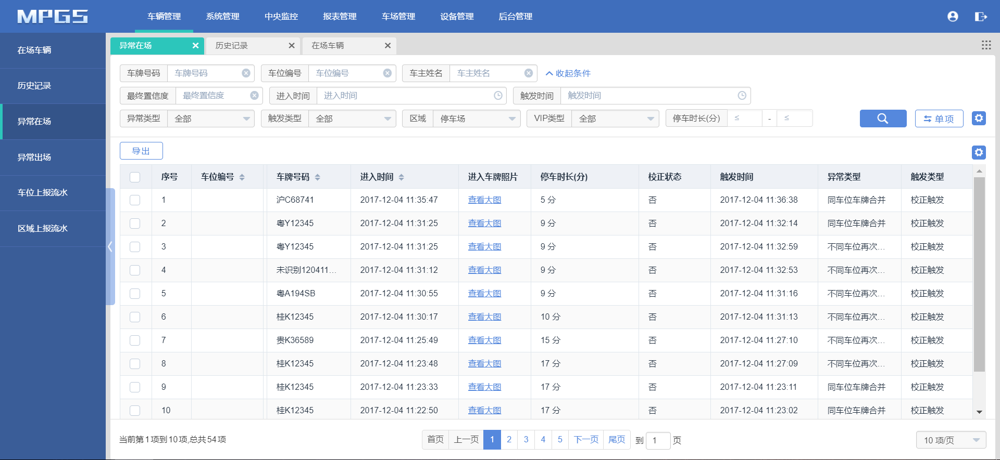 MPGS 车辆管理 系统管理 中央监控 报表管理 车场管理 设备管理 后台管理
在场车辆
历史记录
异常在场
异常出场
车位上报流水
区域上报流水
异常在场 历史记录 在场车辆
车牌号码 车牌号码 车位编号 车位编号 车主姓名 车主姓名 收起条件
最终置信度 最终置信度 进入时间 进入时间 触发时间 触发时间
异常类型 全部 触发类型 全部 区域 停车场 VIP类型 全部 停车时长(分) ≤ - ≤ 单项
导出
序号 车位编号 车牌号码 进入时间 进入车牌照片 停车时长(分) 校正状态 触发时间 异常类型 触发类型
1 沪C68741 2017-12-04 11:35:47 查看大图 5 分 否 2017-12-04 11:36:38 同车位车牌合并 校正触发
2 粤Y12345 2017-12-04 11:31:25 查看大图 9 分 否 2017-12-04 11:32:14 同车位车牌合并 校正触发
3 粤Y12345 2017-12-04 11:31:25 查看大图 9 分 否 2017-12-04 11:32:59 不同车位再次... 校正触发
4 未识别120411... 2017-12-04 11:31:12 查看大图 9 分 否 2017-12-04 11:32:53 不同车位再次... 校正触发
5 粤A194SB 2017-12-04 11:30:55 查看大图 9 分 否 2017-12-04 11:31:16 不同车位再次... 校正触发
6 桂K12345 2017-12-04 11:30:17 查看大图 10 分 否 2017-12-04 11:31:13 不同车位再次... 校正触发
7 贵K36589 2017-12-04 11:25:49 查看大图 15 分 否 2017-12-04 11:27:10 不同车位再次... 校正触发
8 桂K12345 2017-12-04 11:23:48 查看大图 17 分 否 2017-12-04 11:27:09 不同车位再次... 校正触发
9 桂K12345 2017-12-04 11:23:33 查看大图 17 分 否 2017-12-04 11:23:11 同车位车牌合并 校正触发
10 桂K12345 2017-12-04 11:22:50 查看大图 17 分 否 2017-12-04 11:23:02 同车位车牌合并 校正触发
当前第1项到10项,总共54项 首页 上一页 1 2 3 4 5 下一页 尾页 到 1 页 10 项/页